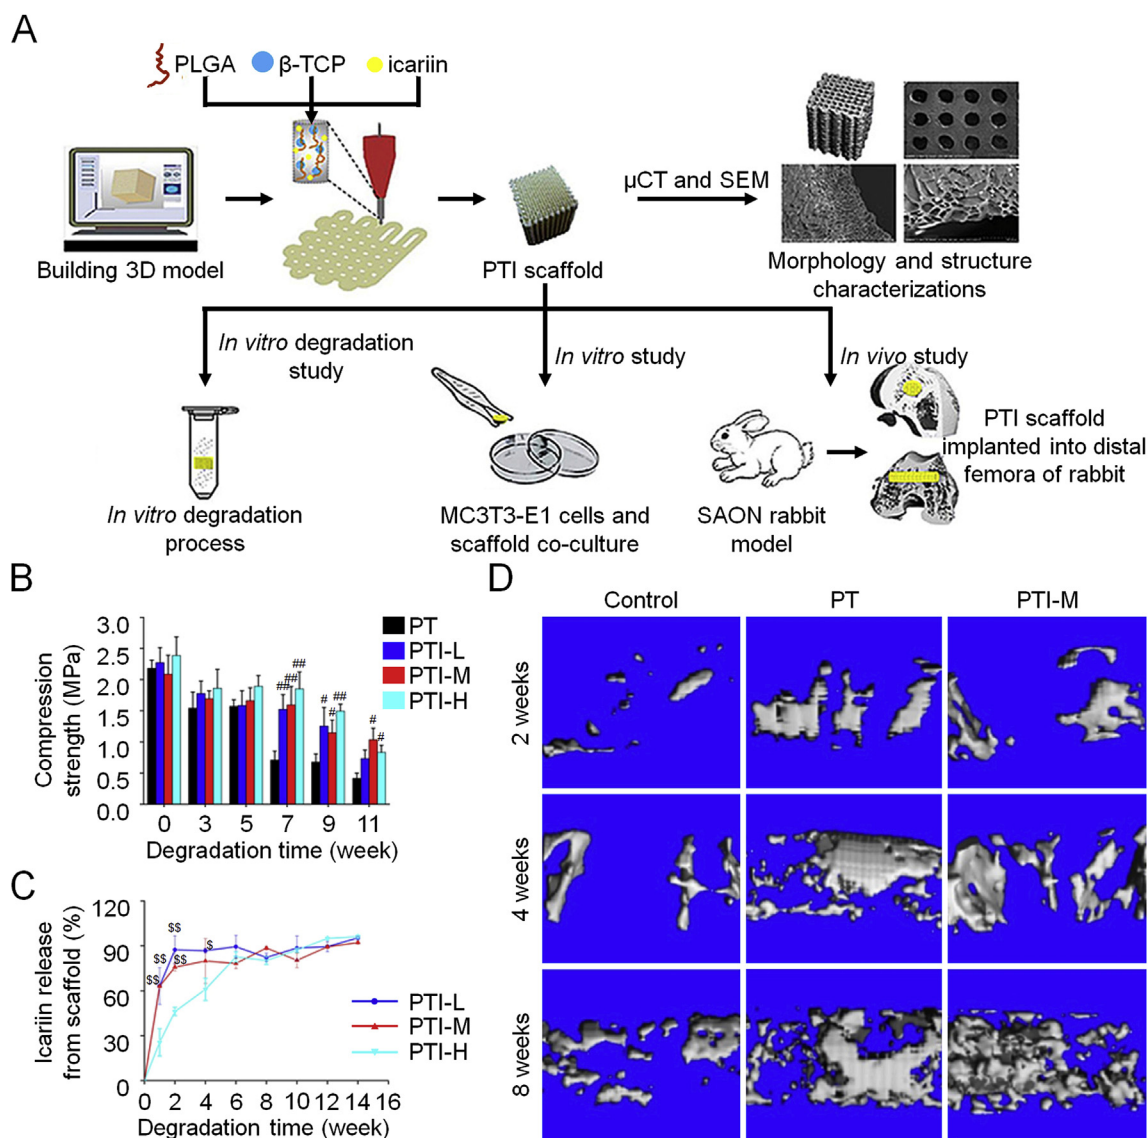 A
PLGA β-TCP icariin
μCT and SEM
Building 3D model
PTI scaffold
Morphology and structure
characterizations
In vitro degradation
study
In vitro study
In vivo study
PTI scaffold
implanted into distal
femora of rabbit
In vitro degradation
process
MC3T3-E1 cells and
scaffold co-culture
SAON rabbit
model
B
Compression
strength (MPa)
3.0
2.5
2.0
1.5
1.0
0.5
0.0
PT
PTI-L
PTI-M
PTI-H
## ## ##
# # ##
# #
0 3 5 7 9 11
Degradation time (week)
C
Icariin release
from scaffold (%)
120
90
60
30
0
$$ $$ $$ $$ $
PTI-L
PTI-M
PTI-H
0 2 4 6 8 10 12 14 16
Degradation time (week)
D
Control PT PTI-M
2 weeks
4 weeks
8 weeks